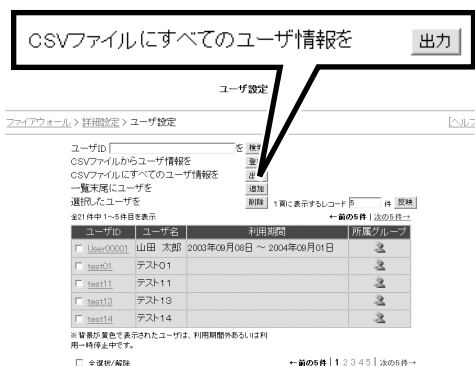 CSVファイルにすべてのユーザ情報を 出力
ユーザ設定
ファイアウォール > 詳細設定 > ユーザ設定 [ヘルプ
ユーザID を 検索
CSVファイルからユーザ情報を
CSVファイルにすべてのユーザ情報を
一覧末尾にユーザを 追加
選択したユーザを 削除 1頁に表示するレコード 5 件 反映
全21件中 1~5件目を表示 ←前の5件 | 次の5件→
ユーザID ユーザ名 利用期間 所属グループ
User00001 山田 太郎 2003年09月08日 ~ 2004年09月01日
test01 テスト01
test11 テスト11
test13 テスト13
test14 テスト14
※背景が黄色で表示されたユーザは、利用期間外あるいは利
用一時停止中です。
全選択/解除 ←前の5件 | 1 2 3 4 5 | 次の5件→